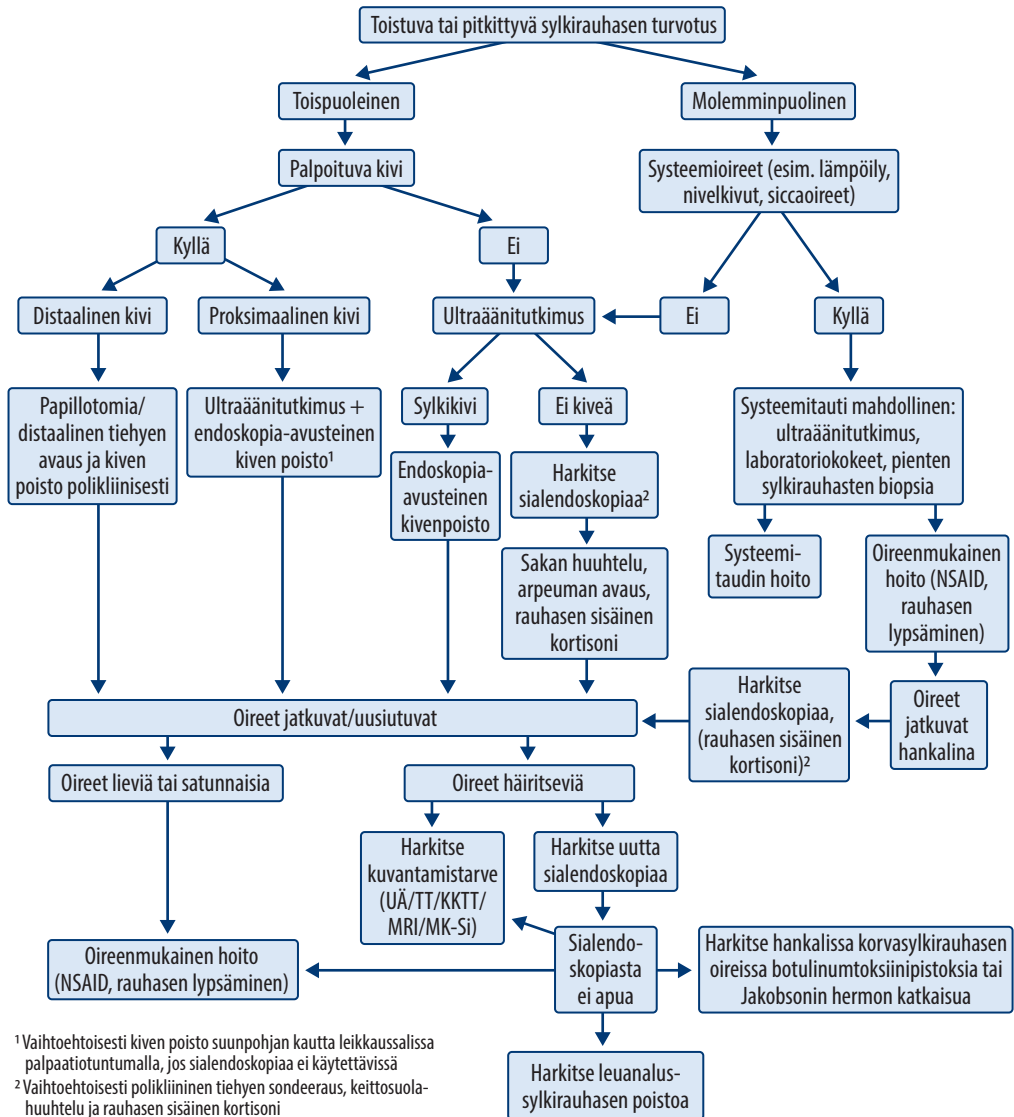 Toistuva tai pitkittyvä sylkirauhasen turvotus
Toispuoleinen
Molemminpuolinen
Palpoituva kivi
Systeemioireet (esim. lämpöily,
nivelkivut, siccaoireet)
Kyllä
Ei
Distaalinen kivi
Proksimaalinen kivi
Ultraäänitutkimus
Ei
Kyllä
Papillotomia/
distaalinen tiehyen
avaus ja kiven
poisto polikliinisesti
Ultraäänitutkimus +
endoskopia-avusteinen
kiven poisto¹
Sylkikivi
Ei kiveä
Systeemitauti mahdollinen:
ultraäänitutkimus,
laboratoriokokeet, pienten
sylkirauhasten biopsia
Endoskopia-
avusteinen
kivenpoisto
Harkitse
sialendoskopiaa²
Sakan huuhtelu,
arpeuman avaus,
rauhasen sisäinen
kortisoni
Systeemi-
taudin hoito
Oireenmukainen
hoito (NSAID,
rauhasen
lypsäminen)
Oireet jatkuvat/uusiutuvat
Harkitse
sialendoskopiaa,
(rauhasen sisäinen
kortisoni)²
Oireet
jatkuvat
hankalina
Oireet lieviä tai satunnaisia
Oireet häiritseviä
Harkitse
kuvantamistarve
(UÄ/TT/KKTT/
MRI/MK-Si)
Harkitse uutta
sialendoskopiaa
Oireenmukainen hoito
(NSAID, rauhasen lypsäminen)
Sialendo-
skopiasta
ei apua
Harkitse hankalissa korvasylkirauhasen
oireissa botulinumtoksiinipistoksia tai
Jakobsonin hermon katkaisua
Harkitse leuanalus-
sylkirauhasen poistoa
¹ Vaihtoehtoisesti kiven poisto suunpohjan kautta leikkaussalissa
palpaatiotuntumalla, jos sialendoskopiaa ei käytettävissä
² Vaihtoehtoisesti polikliininen tiehyen sondeeraus, keittosuola-
huuhtelu ja rauhasen sisäinen kortisoni